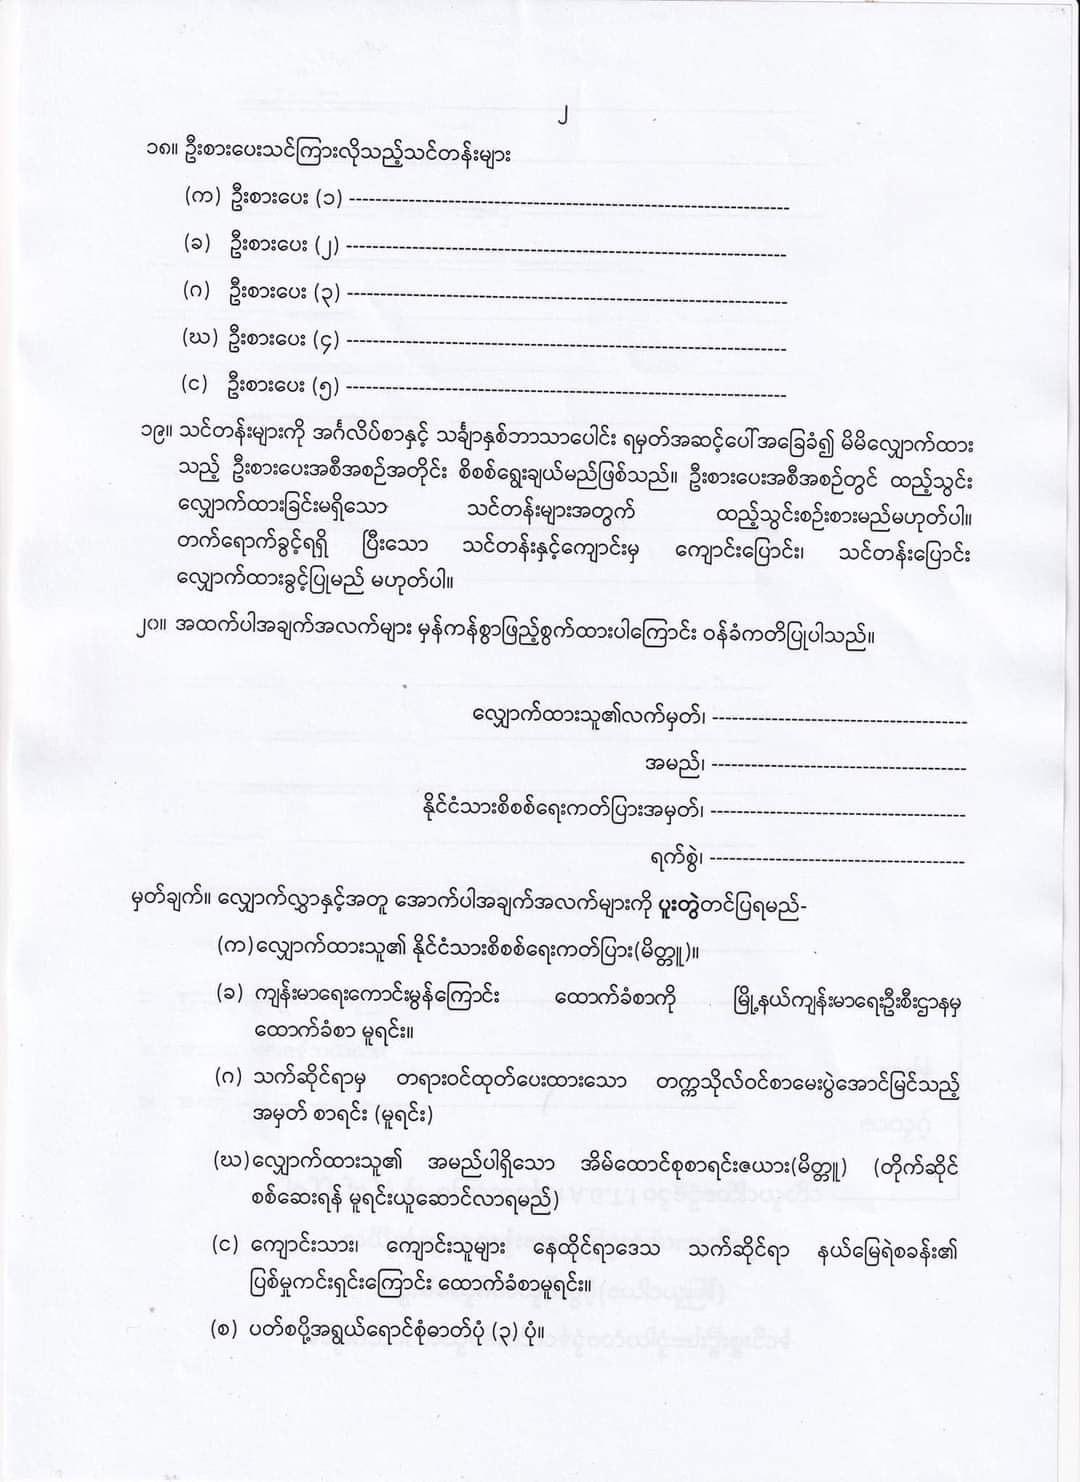 ၂
၁၈။ ဦးစားပေးသင်ကြားလိုသည့်သင်တန်းများ
(က) ဦးစားပေး (၁) ------------------------------------------------------------------
(ခ) ဦးစားပေး (၂) ------------------------------------------------------------------
(ဂ) ဦးစားပေး (၃) ------------------------------------------------------------------
(ဃ) ဦးစားပေး (၄) ------------------------------------------------------------------
(င) ဦးစားပေး (၅) ------------------------------------------------------------------
၁၉။ သင်တန်းများကို အင်္ဂလိပ်စာနှင့် သင်္ချာနှစ်ဘာသာပေါင်း ရမှတ်အဆင့်ပေါ်အခြေခံ၍ မိမိလျှောက်ထား
သည့် ဦးစားပေးအစီအစဉ်အတိုင်း စိစစ်ရွေးချယ်မည်ဖြစ်သည်။ ဦးစားပေးအစီအစဉ်တွင် ထည့်သွင်း
လျှောက်ထားခြင်းမရှိသော သင်တန်းများအတွက် ထည့်သွင်းစဉ်းစားမည်မဟုတ်ပါ။
တက်ရောက်ခွင့်ရရှိ ပြီးသော သင်တန်းနှင့်ကျောင်းမှ ကျောင်းပြောင်း၊ သင်တန်းပြောင်း
လျှောက်ထားခွင့်ပြုမည် မဟုတ်ပါ။
၂၀။ အထက်ပါအချက်အလက်များ မှန်ကန်စွာဖြည့်စွက်ထားပါကြောင်း ဝန်ခံကတိပြုပါသည်။
လျှောက်ထားသူ၏လက်မှတ်၊ --------------------------------------
အမည်၊ --------------------------------------
နိုင်ငံသားစိစစ်ရေးကတ်ပြားအမှတ်၊ --------------------------------------
ရက်စွဲ၊ --------------------------------------
မှတ်ချက်။ လျှောက်လွှာနှင့်အတူ အောက်ပါအချက်အလက်များကို ပူးတွဲတင်ပြရမည်-
(က) လျှောက်ထားသူ၏ နိုင်ငံသားစိစစ်ရေးကတ်ပြား(မိတ္တူ)။
(ခ) ကျန်းမာရေးကောင်းမွန်ကြောင်း ထောက်ခံစာကို မြို့နယ်ကျန်းမာရေးဦးစီးဌာနမှ
ထောက်ခံစာ မူရင်း။
(ဂ) သက်ဆိုင်ရာမှ တရားဝင်ထုတ်ပေးထားသော တက္ကသိုလ်ဝင်စာမေးပွဲအောင်မြင်သည့်
အမှတ် စာရင်း (မူရင်း)
(ဃ) လျှောက်ထားသူ၏ အမည်ပါရှိသော အိမ်ထောင်စုစာရင်းဇယား(မိတ္တူ) (တိုက်ဆိုင်
စစ်ဆေးရန် မူရင်းယူဆောင်လာရမည်)
(င) ကျောင်းသား၊ ကျောင်းသူများ နေထိုင်ရာဒေသ သက်ဆိုင်ရာ နယ်မြေရဲစခန်း၏
ပြစ်မှုကင်းရှင်းကြောင်း ထောက်ခံစာမူရင်း။
(စ) ပတ်စပို့အရွယ်ရောင်စုံဓာတ်ပုံ (၃) ပုံ။